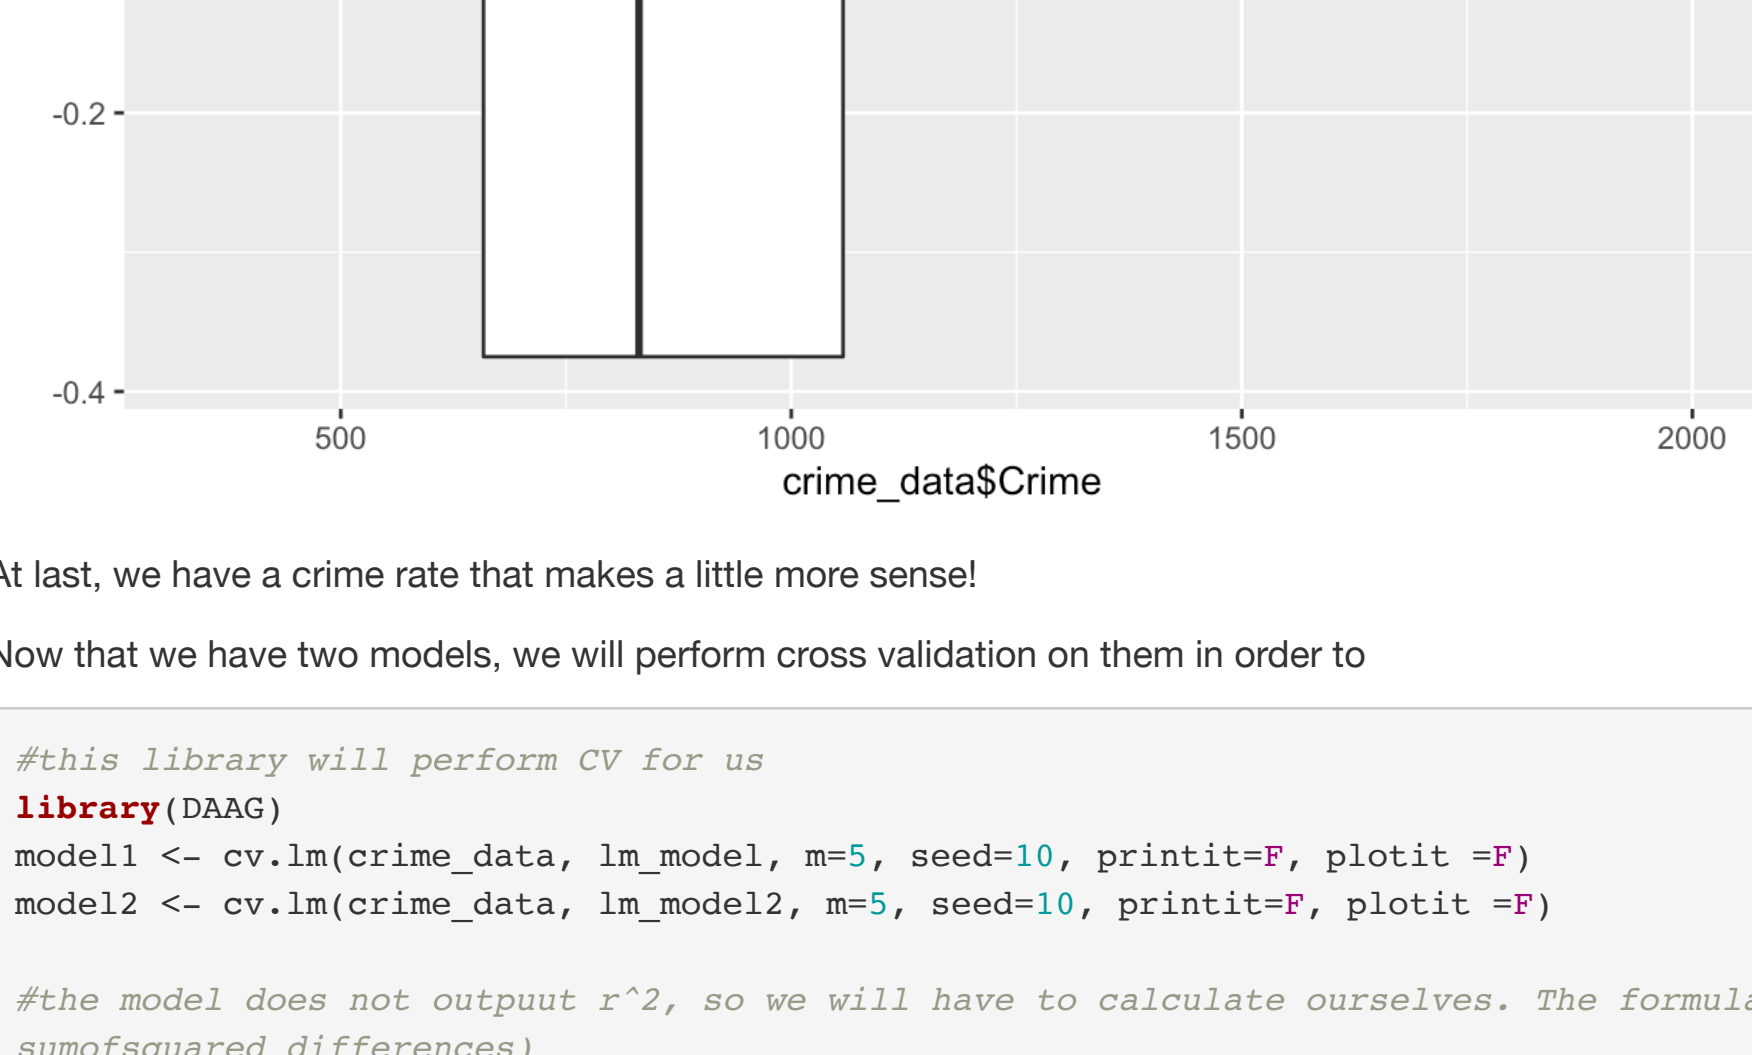 -0.2
-0.4
500 1000 1500 2000
crime_data$Crime
At last, we have a crime rate that makes a little more sense!
Now that we have two models, we will perform cross validation on them in order to
#this library will perform CV for us
library(DAAG)
model1 <- cv.lm(crime_data, lm_model, m=5, seed=10, printit=F, plotit =F)
model2 <- cv.lm(crime_data, lm_model2, m=5, seed=10, printit=F, plotit =F)
#the model does not outpuut r^2, so we will have to calculate ourselves. The formula
sumofsquared differences)